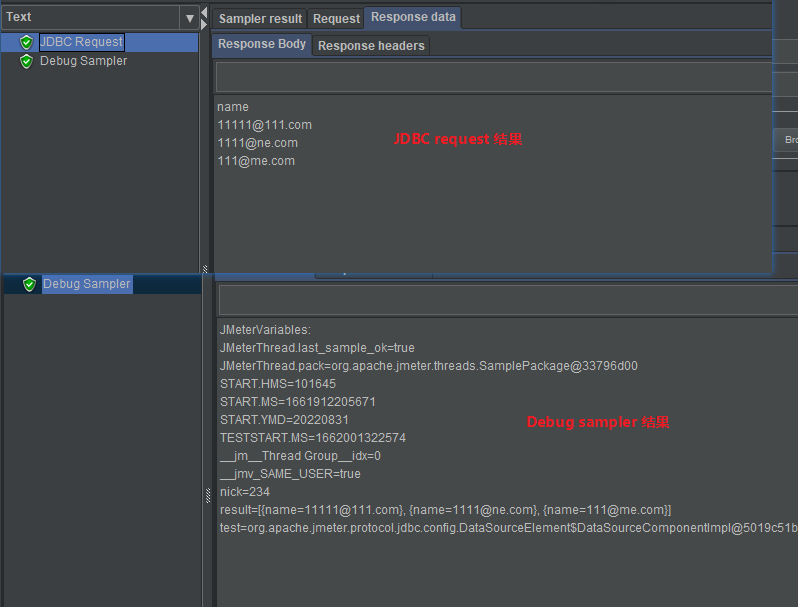 Text
Sampler result Request Response data
JDBC Request
Debug Sampler
Response Body Response headers
name
11111@111.com
1111@ne.com
111@me.com
JDBC request 结果
Bro
Debug Sampler
JMeterVariables:
JMeterThread.last_sample_ok=true
JMeterThread.pack=org.apache.jmeter.threads.SamplePackage@33796d00
START.HMS=101645
START.MS=1661912205671
START.YMD=20220831
TESTSTART.MS=1662001322574
__jm__Thread Group__idx=0
__jmv_SAME_USER=true
nick=234
result=[{name=11111@111.com}, {name=1111@ne.com}, {name=111@me.com}]
test=org.apache.jmeter.protocol.jdbc.config.DataSourceElement$DataSourceComponentImpl@5019c51b
Debug sampler 结果